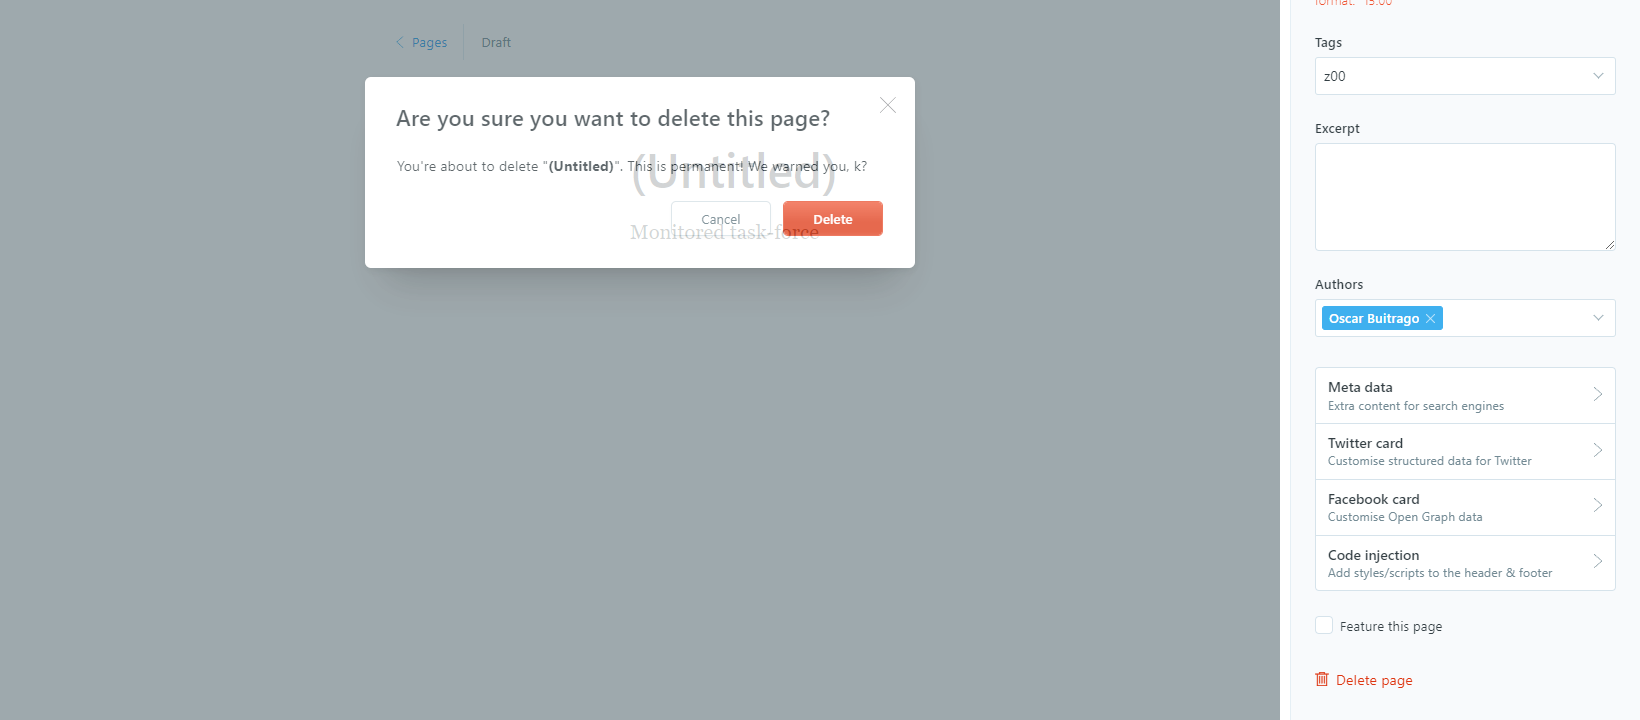 Pages
Draft
Are you sure you want to delete this page?
You're about to delete "(Untitled)". This is permanent! We warned you, k?
(Untitled)
Cancel
Delete
Monitored task-force
format: "15:00"
Tags
z00
Excerpt
Authors
Oscar Buitrago
Meta data
Extra content for search engines
Twitter card
Customise structured data for Twitter
Facebook card
Customise Open Graph data
Code injection
Add styles/scripts to the header & footer
Feature this page
Delete page